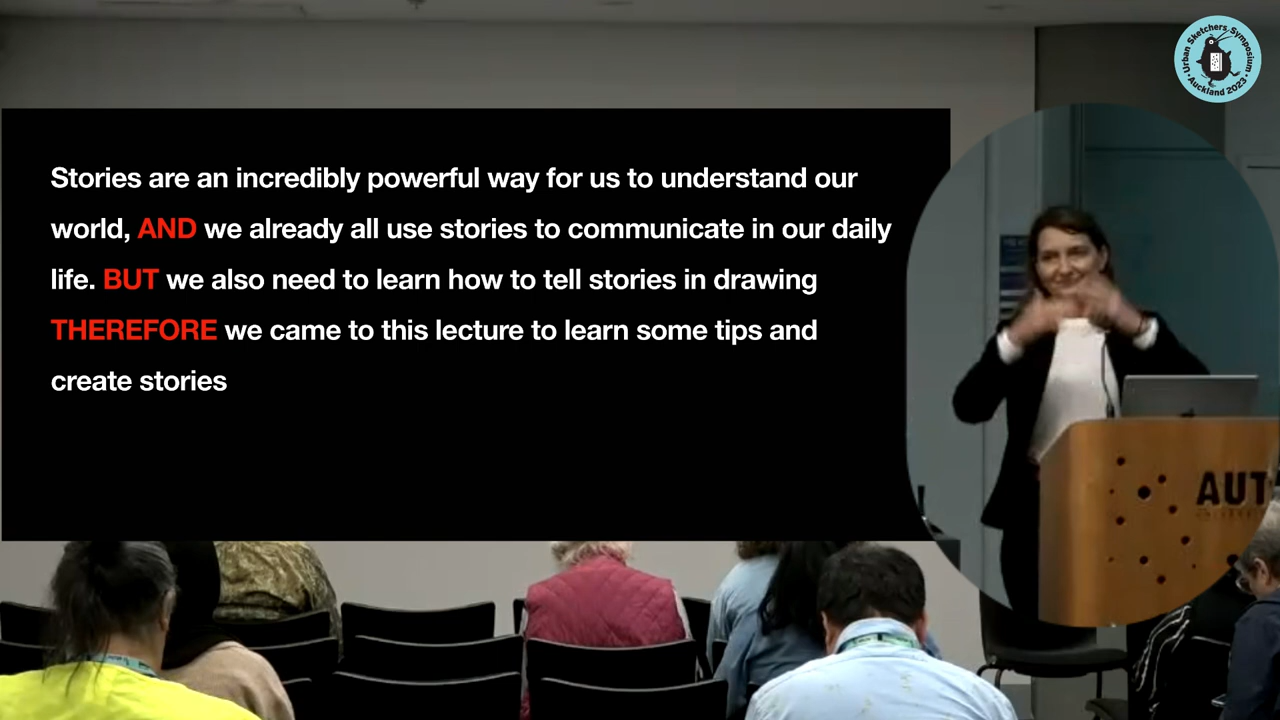 Urban Sketchers Symposium
Auckland 2023
Stories are an incredibly powerful way for us to understand our
world, AND we already all use stories to communicate in our daily
life. BUT we also need to learn how to tell stories in drawing
THEREFORE we came to this lecture to learn some tips and
create stories
AUT